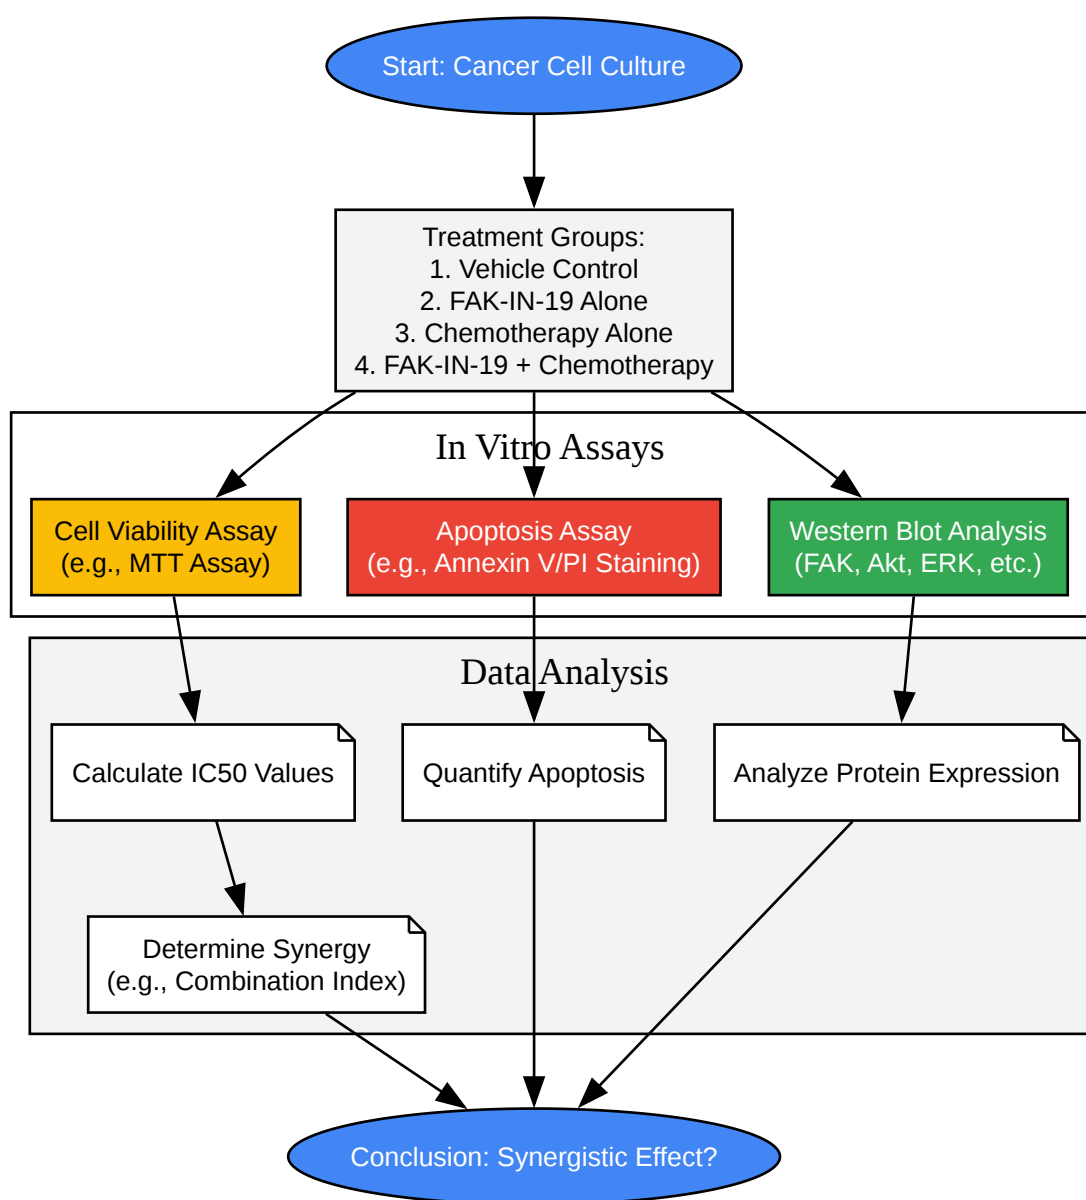 Start: Cancer Cell Culture
Treatment Groups:
1. Vehicle Control
2. FAK-IN-19 Alone
3. Chemotherapy Alone
4. FAK-IN-19 + Chemotherapy
In Vitro Assays
Cell Viability Assay
(e.g., MTT Assay)
Apoptosis Assay
(e.g., Annexin V/PI Staining)
Western Blot Analysis
(FAK, Akt, ERK, etc.)
Data Analysis
Calculate IC50 Values
Quantify Apoptosis
Analyze Protein Expression
Determine Synergy
(e.g., Combination Index)
Conclusion: Synergistic Effect?